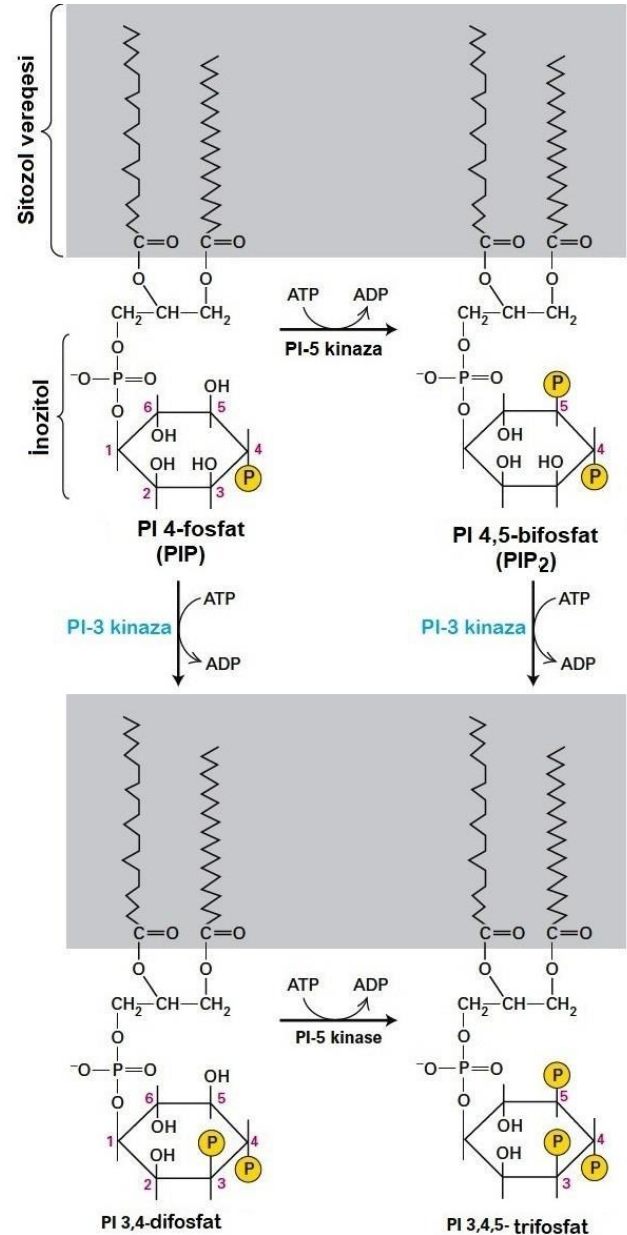 Sitozol vərəqəsi
C=O C=O C=O C=O
O O O O
CH2 CH CH2 ATP ADP CH2 CH CH2
PI-5 kinaza
İnozitol
O O
⁻O—P=O ⁻O—P=O
O OH O P
6 5 5
OH OH
1 4 4
OH HO P OH HO P
2 3
PI 4-fosfat PI 4,5-bifosfat
(PIP) (PIP2)
ATP ATP
PI-3 kinaza PI-3 kinaza
ADP ADP
C=O C=O C=O C=O
O O O O
CH2 CH CH2 ATP ADP CH2 CH CH2
PI-5 kinase
O O
⁻O—P=O ⁻O—P=O
O OH O P
6 5 5
OH OH
1 4 4
OH P P OH P P
2 3 3
PI 3,4-difosfat PI 3,4,5- trifosfat